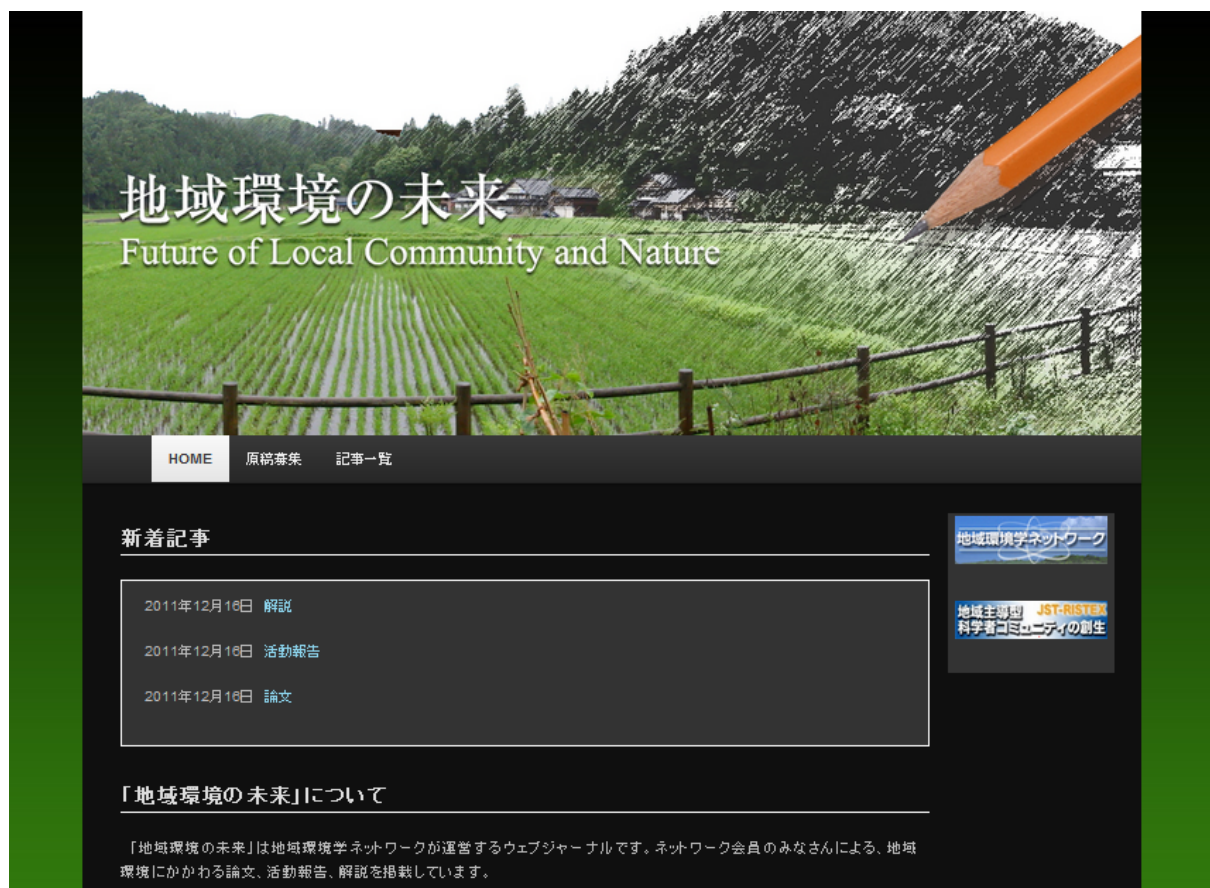 地域環境の未来
Future of Local Community and Nature
HOME 原稿募集 記事一覧
新着記事
2011年12月16日 解説
2011年12月16日 活動報告
2011年12月16日 論文
地域環境学ネットワーク
地域主導型 JST-RISTEX
科学者コミュニティの創生
「地域環境の未来」について
「地域環境の未来」は地域環境学ネットワークが運営するウェブジャーナルです。ネットワーク会員のみなさんによる、地域
環境にかかわる論文、活動報告、解説を掲載しています。